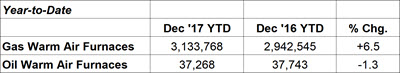 Year-to-Date
Dec '17 YTD Dec '16 YTD % Chg.
Gas Warm Air Furnaces 3,133,768 2,942,545 +6.5
Oil Warm Air Furnaces 37,268 37,743 -1.3